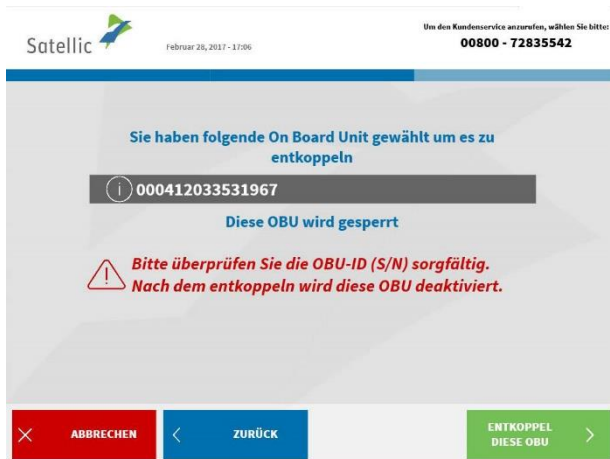 Satellic
Februar 28, 2017 - 17:06
Um den Kundenservice anzurufen, wählen Sie bitte:
00800 - 72835542
Sie haben folgende On Board Unit gewählt um es zu
entkoppeln
000412033531967
Diese OBU wird gesperrt
Bitte überprüfen Sie die OBU-ID (S/N) sorgfältig.
Nach dem entkoppeln wird diese OBU deaktiviert.
ABBRECHEN
ZURÜCK
ENTKOPPEL
DIESE OBU